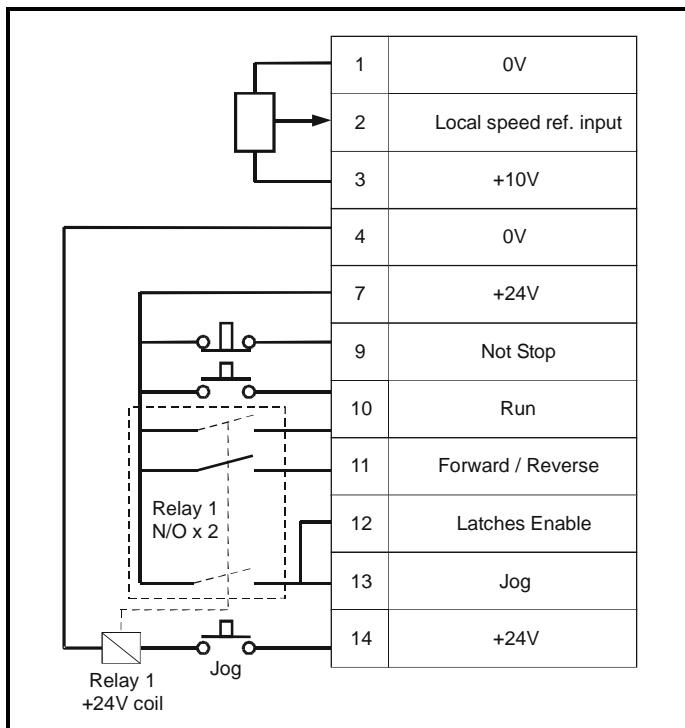 1 0V
2 Local speed ref. input
3 +10V
4 0V
7 +24V
9 Not Stop
10 Run
11 Forward / Reverse
Relay 1
N/O x 2
12 Latches Enable
13 Jog
14 +24V
Jog
Relay 1
+24V coil